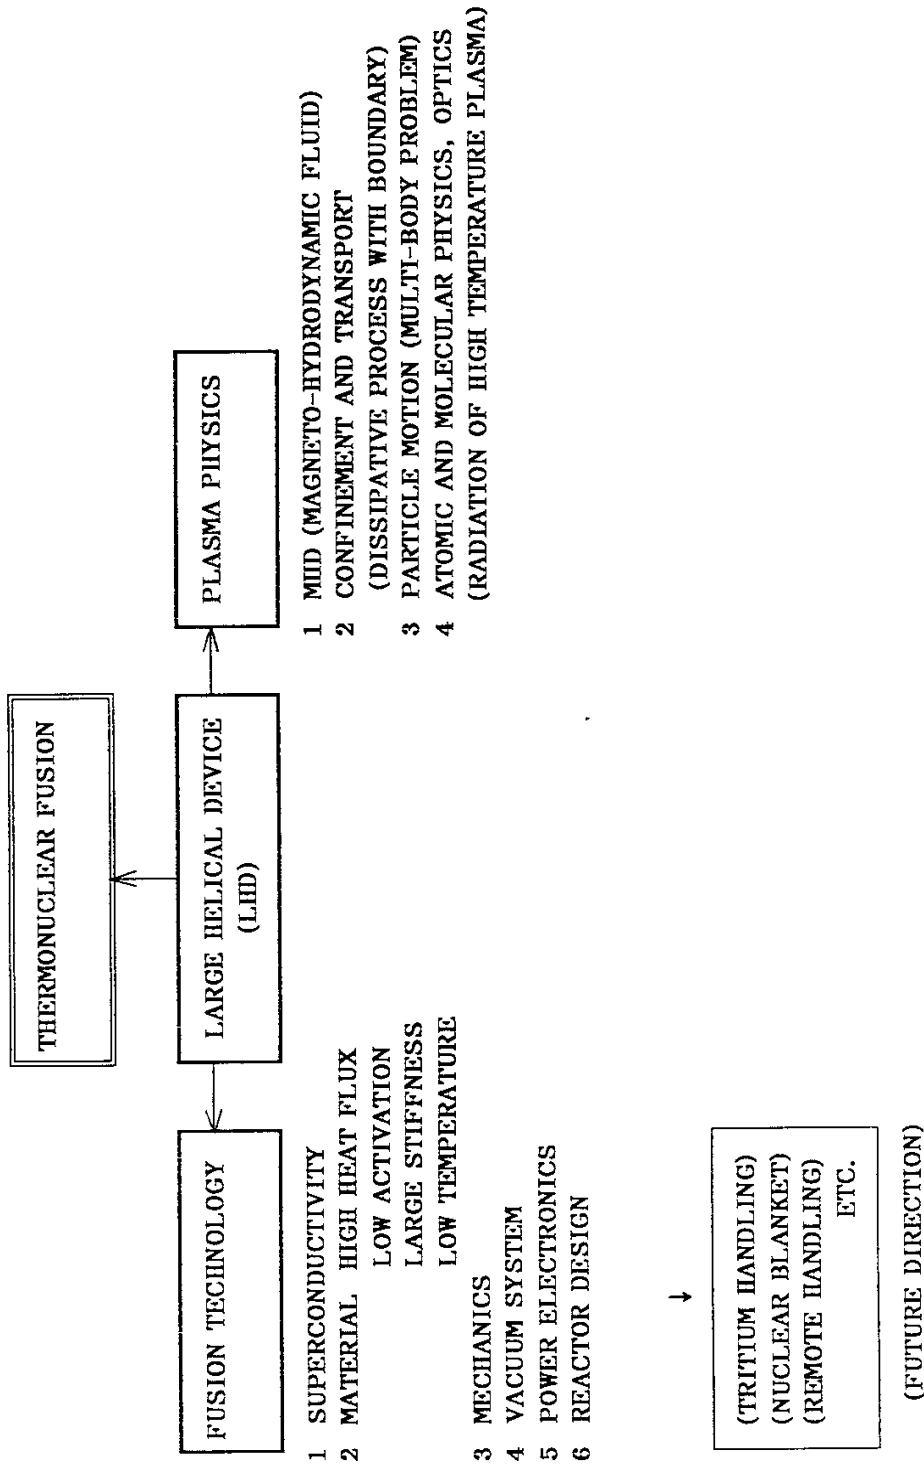 THERMONUCLEAR FUSION
FUSION TECHNOLOGY
LARGE HELICAL DEVICE
(LHD)
PLASMA PHYSICS
1 SUPERCONDUCTIVITY
2 MATERIAL HIGH HEAT FLUX
LOW ACTIVATION
LARGE STIFFNESS
LOW TEMPERATURE
3 MECHANICS
4 VACUUM SYSTEM
5 POWER ELECTRONICS
6 REACTOR DESIGN
1 MHD (MAGNETO-HYDRODYNAMIC FLUID)
2 CONFINEMENT AND TRANSPORT
(DISSIPATIVE PROCESS WITH BOUNDARY)
3 PARTICLE MOTION (MULTI-BODY PROBLEM)
4 ATOMIC AND MOLECULAR PHYSICS, OPTICS
(RADIATION OF HIGH TEMPERATURE PLASMA)
(TRITIUM HANDLING)
(NUCLEAR BLANKET)
(REMOTE HANDLING)
ETC.
(FUTURE DIRECTION)